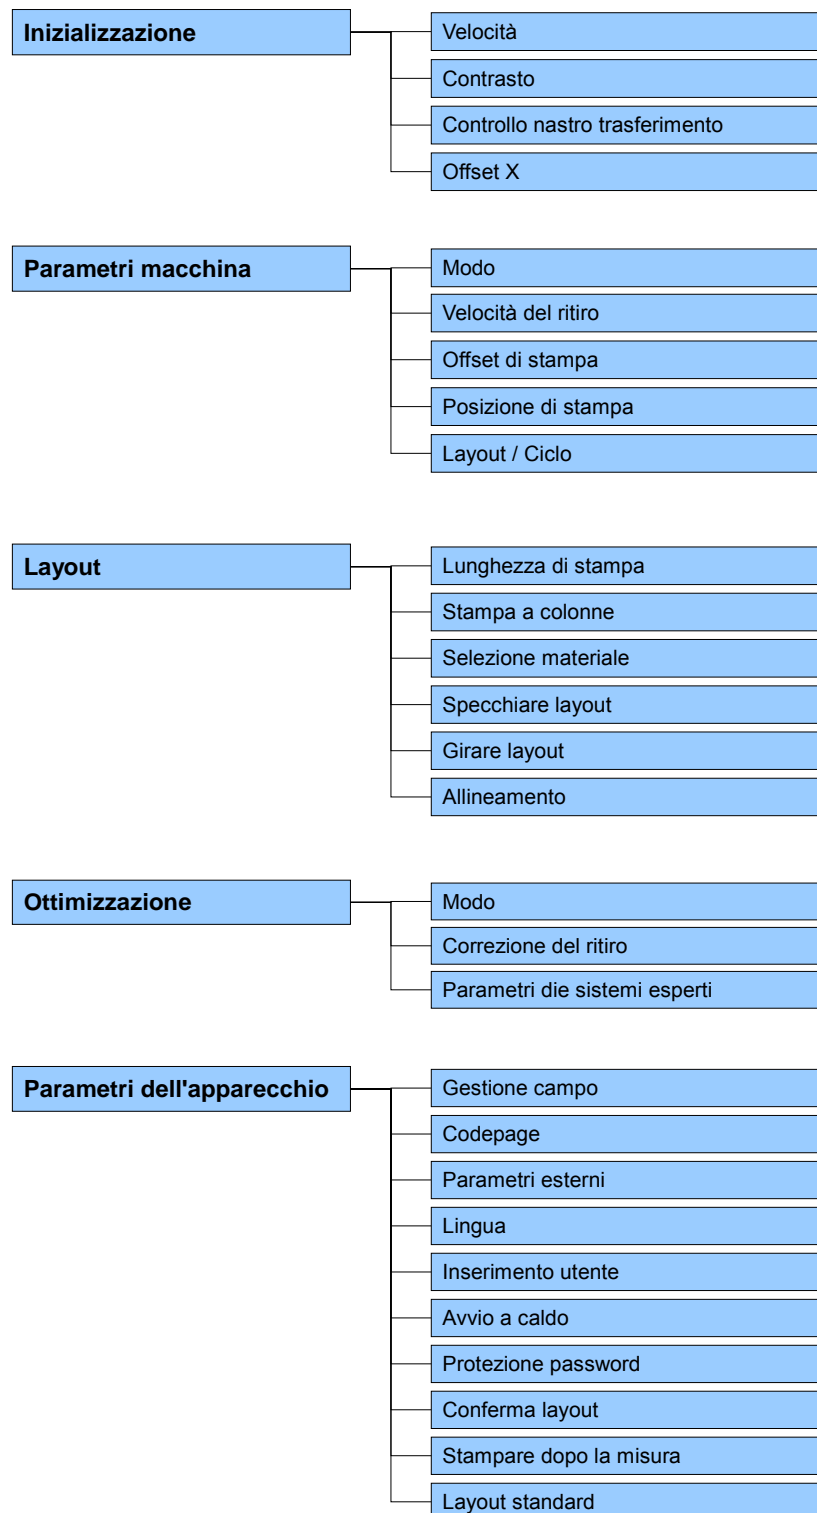 Inizializzazione
Velocità
Contrasto
Controllo nastro trasferimento
Offset X
Parametri macchina
Modo
Velocità del ritiro
Offset di stampa
Posizione di stampa
Layout / Ciclo
Layout
Lunghezza di stampa
Stampa a colonne
Selezione materiale
Specchiare layout
Girare layout
Allineamento
Ottimizzazione
Modo
Correzione del ritiro
Parametri die sistemi esperti
Parametri dell'apparecchio
Gestione campo
Codepage
Parametri esterni
Lingua
Inserimento utente
Avvio a caldo
Protezione password
Conferma layout
Stampare dopo la misura
Layout standard